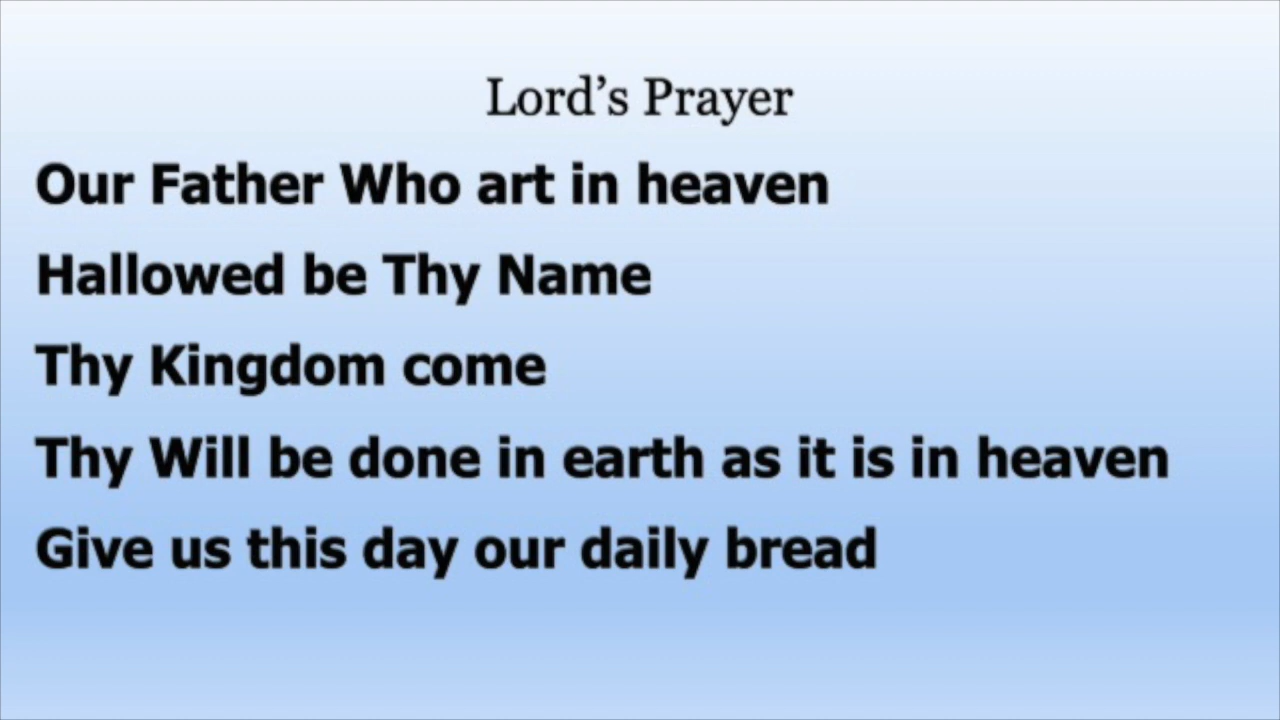 Lord’s Prayer
Our Father Who art in heaven
Hallowed be Thy Name
Thy Kingdom come
Thy Will be done in earth as it is in heaven
Give us this day our daily bread